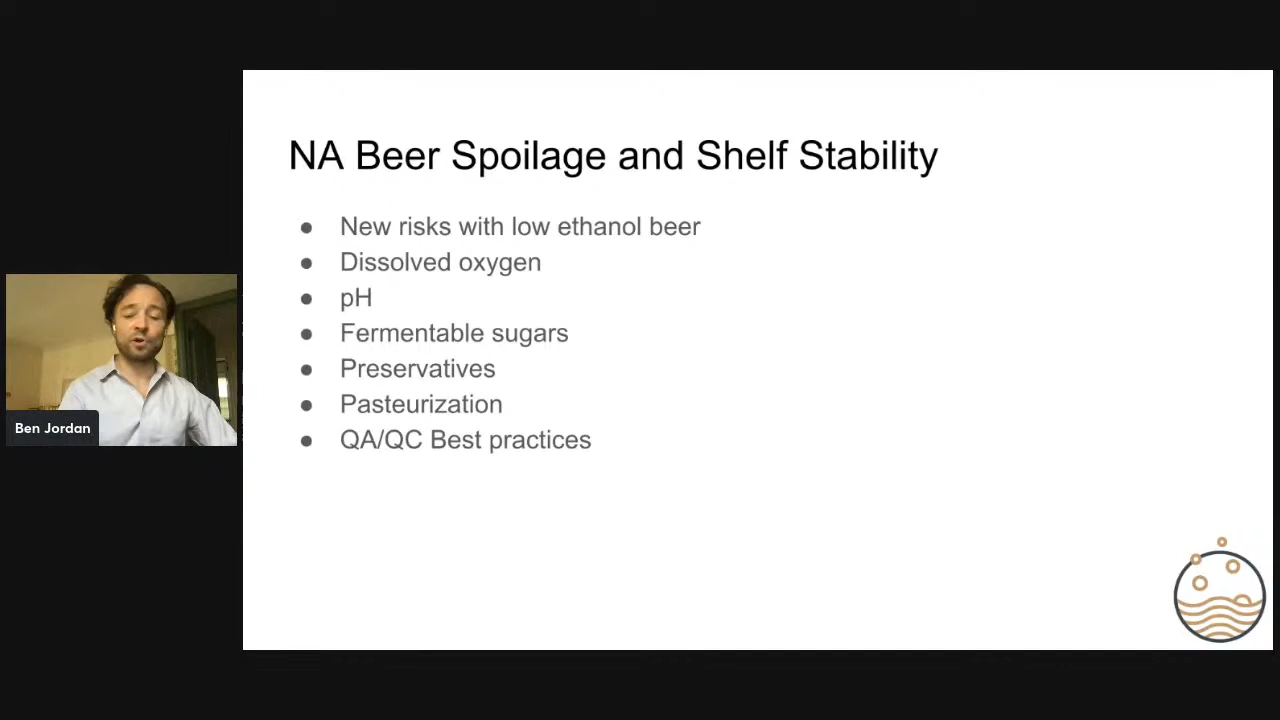 NA Beer Spoilage and Shelf Stability
● New risks with low ethanol beer
● Dissolved oxygen
● pH
● Fermentable sugars
● Preservatives
● Pasteurization
● QA/QC Best practices
Ben Jordan